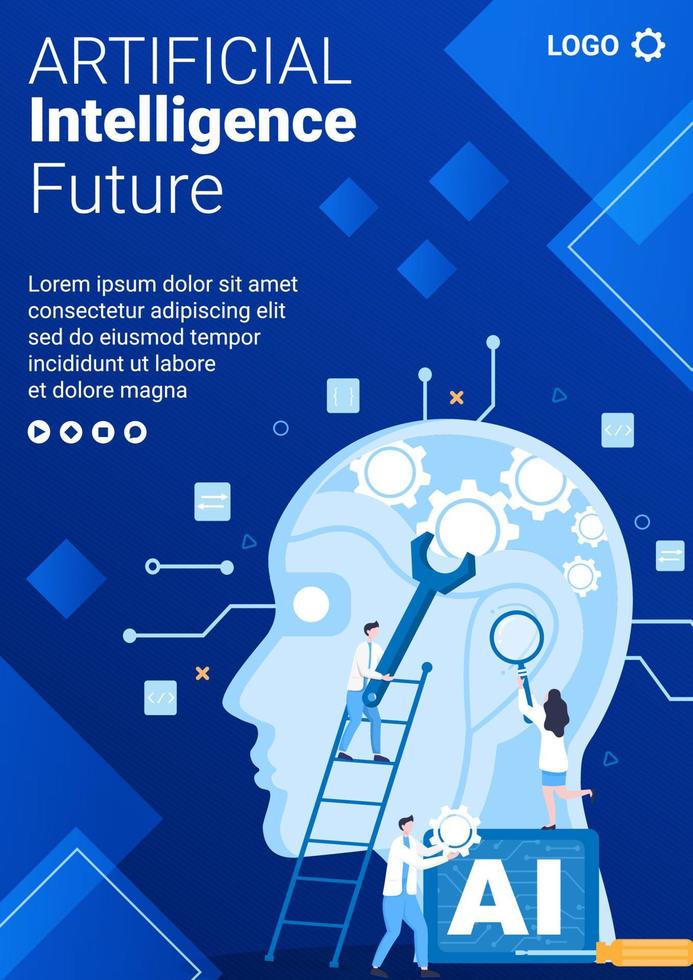 ARTIFICIAL
Intelligence
Future
LOGO
Lorem ipsum dolor sit amet
consectetur adipiscing elit
sed do eiusmod tempor
incididunt ut labore
et dolore magna
{ }
</>
</>
</>
AI